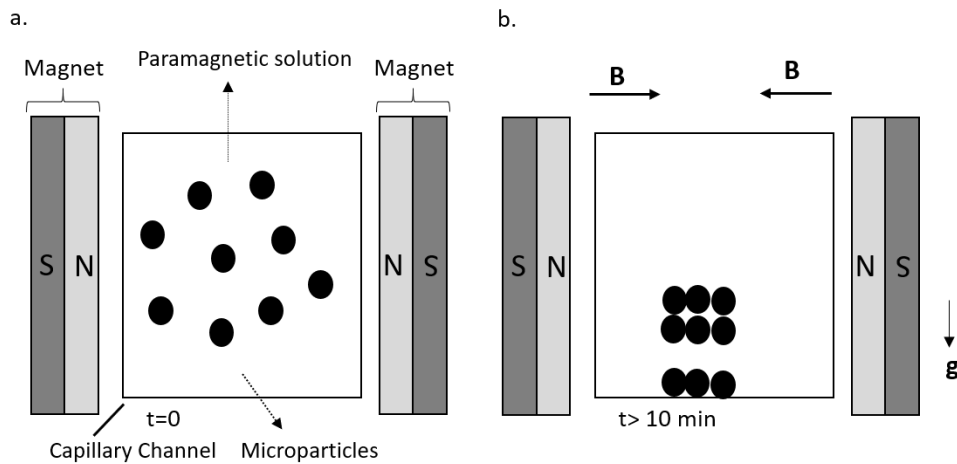 a.
Magnet
Paramagnetic solution
Magnet
S N
N S
t=0
Capillary Channel
Microparticles
b.
B
B
S N
N S
t> 10 min
g